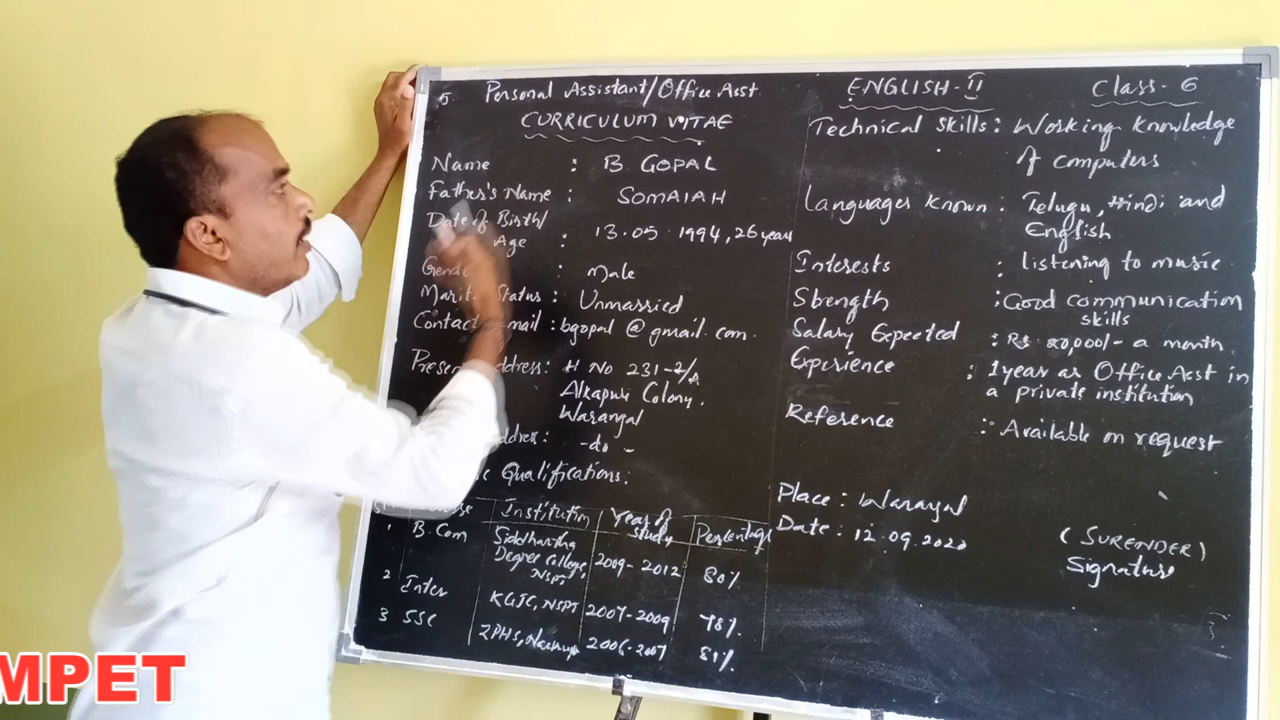 5. Personal Assistant/Office Asst.
CURRICULUM VITAE
Name : B GOPAL
Father's Name : SOMAIAH
Date of Birth/
Age : 13.05.1994, 26 years
: Male
Status : Unmarried
Contact mail : bgopal@gmail.com.
Address: H No 231-2/A
Alkapuri Colony,
Warangal
address: -do-
Qualifications:
Institution Year of study Percentage
1 B.Com Siddhartha Degree College, NSPT 2009-2012 80%
2 Inter KGJC, NSPT 2007-2009 78%.
3 SSC ZPHS, 2006-2007 81%.
ENGLISH-II Class-6
Technical Skills: Working knowledge
of computers
Languages known : Telugu, Hindi and
English
Interests : listening to music.
Strength : Good communication
skills
Salary Expected : Rs. 20,000/- a month
Experience : 1 year as Office Asst in
a private institution
Reference : Available on request
Place : Warangal
Date : 12.09.2020
(SURENDER)
Signature
MPET